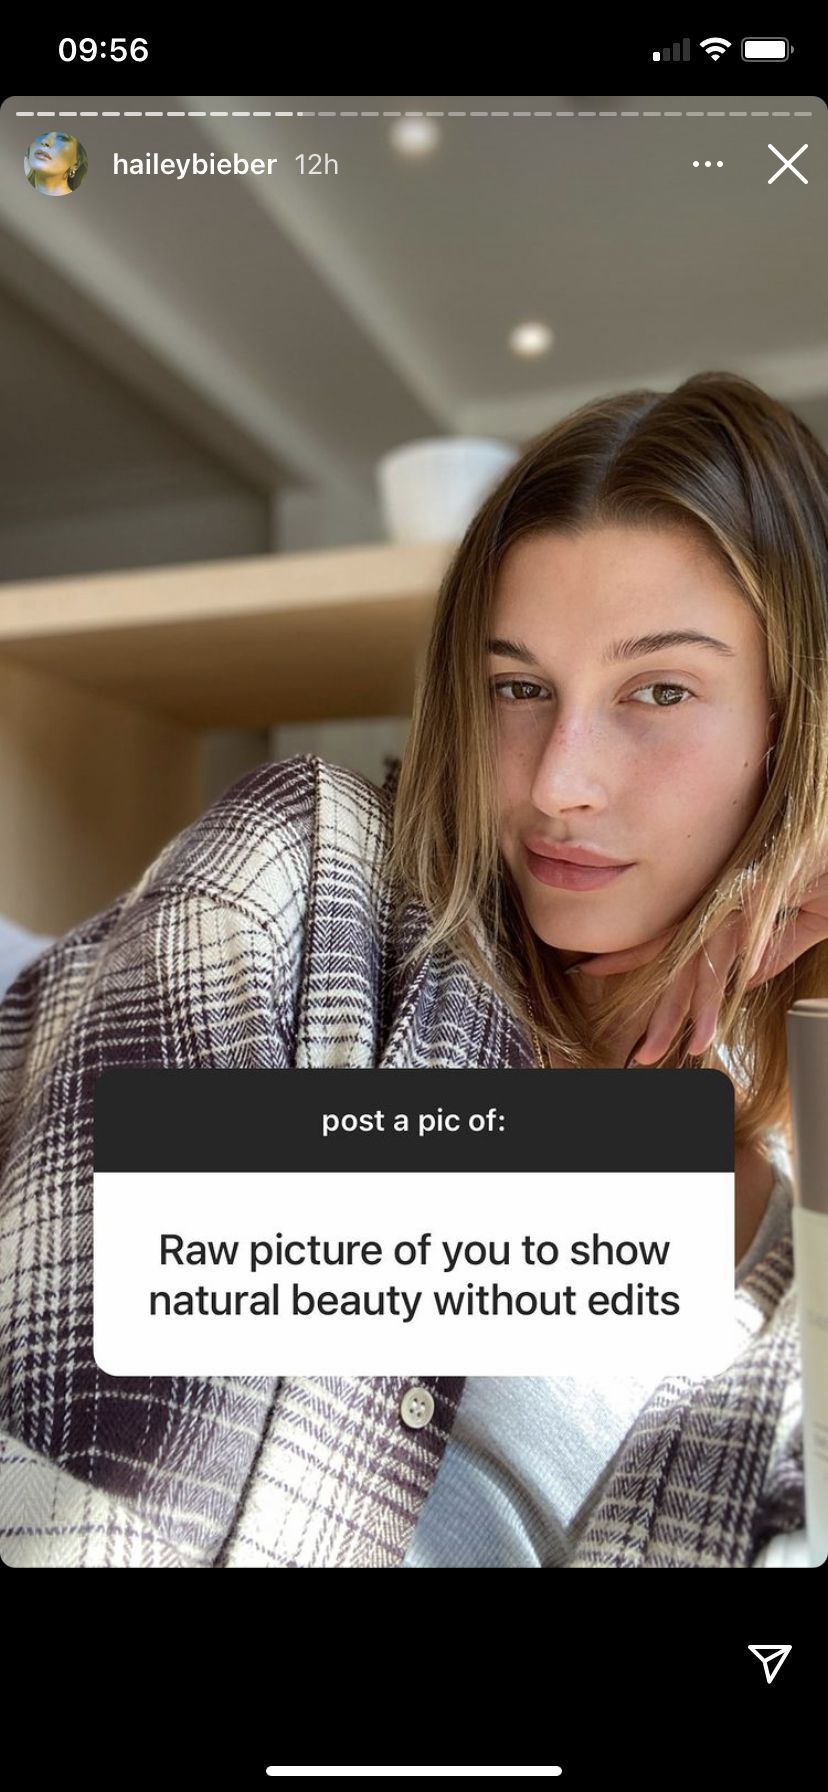 09:56
haileybieber 12h
post a pic of:
Raw picture of you to show
natural beauty without edits